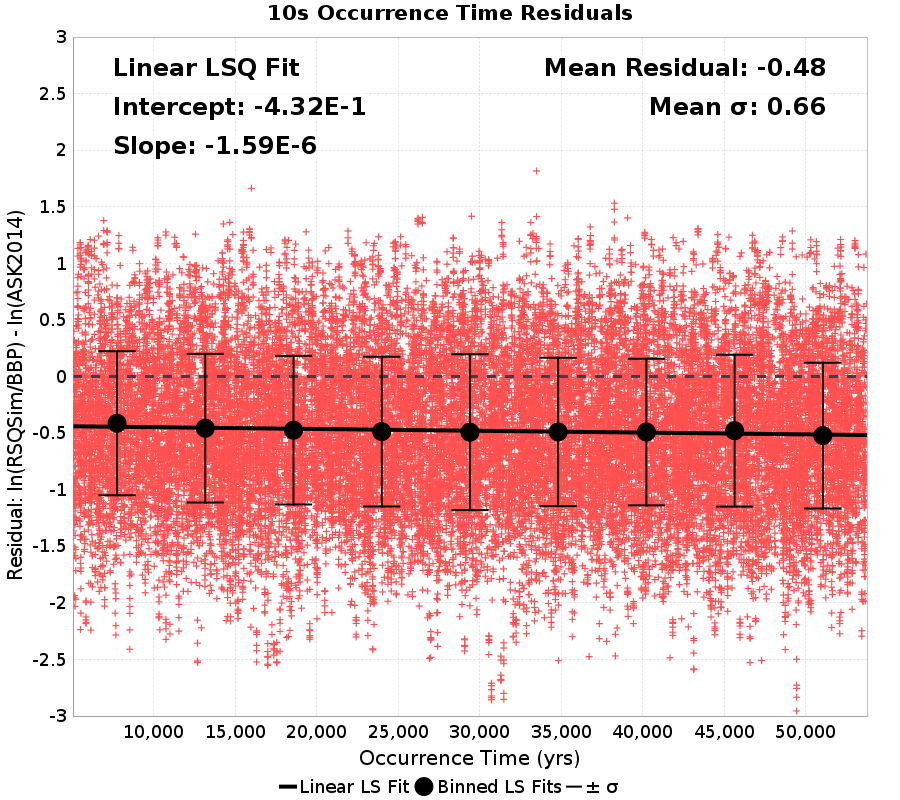 10s Occurrence Time Residuals
Linear LSQ Fit
Intercept: -4.32E-1
Slope: -1.59E-6
Mean Residual: -0.48
Mean σ: 0.66
Residual: ln(RSQSim/BBP) - ln(ASK2014)
3
2.5
2
1.5
1
0.5
0
-0.5
-1
-1.5
-2
-2.5
-3
10,000 15,000 20,000 25,000 30,000 35,000 40,000 45,000 50,000
Occurrence Time (yrs)
Linear LS Fit Binned LS Fits ± σ